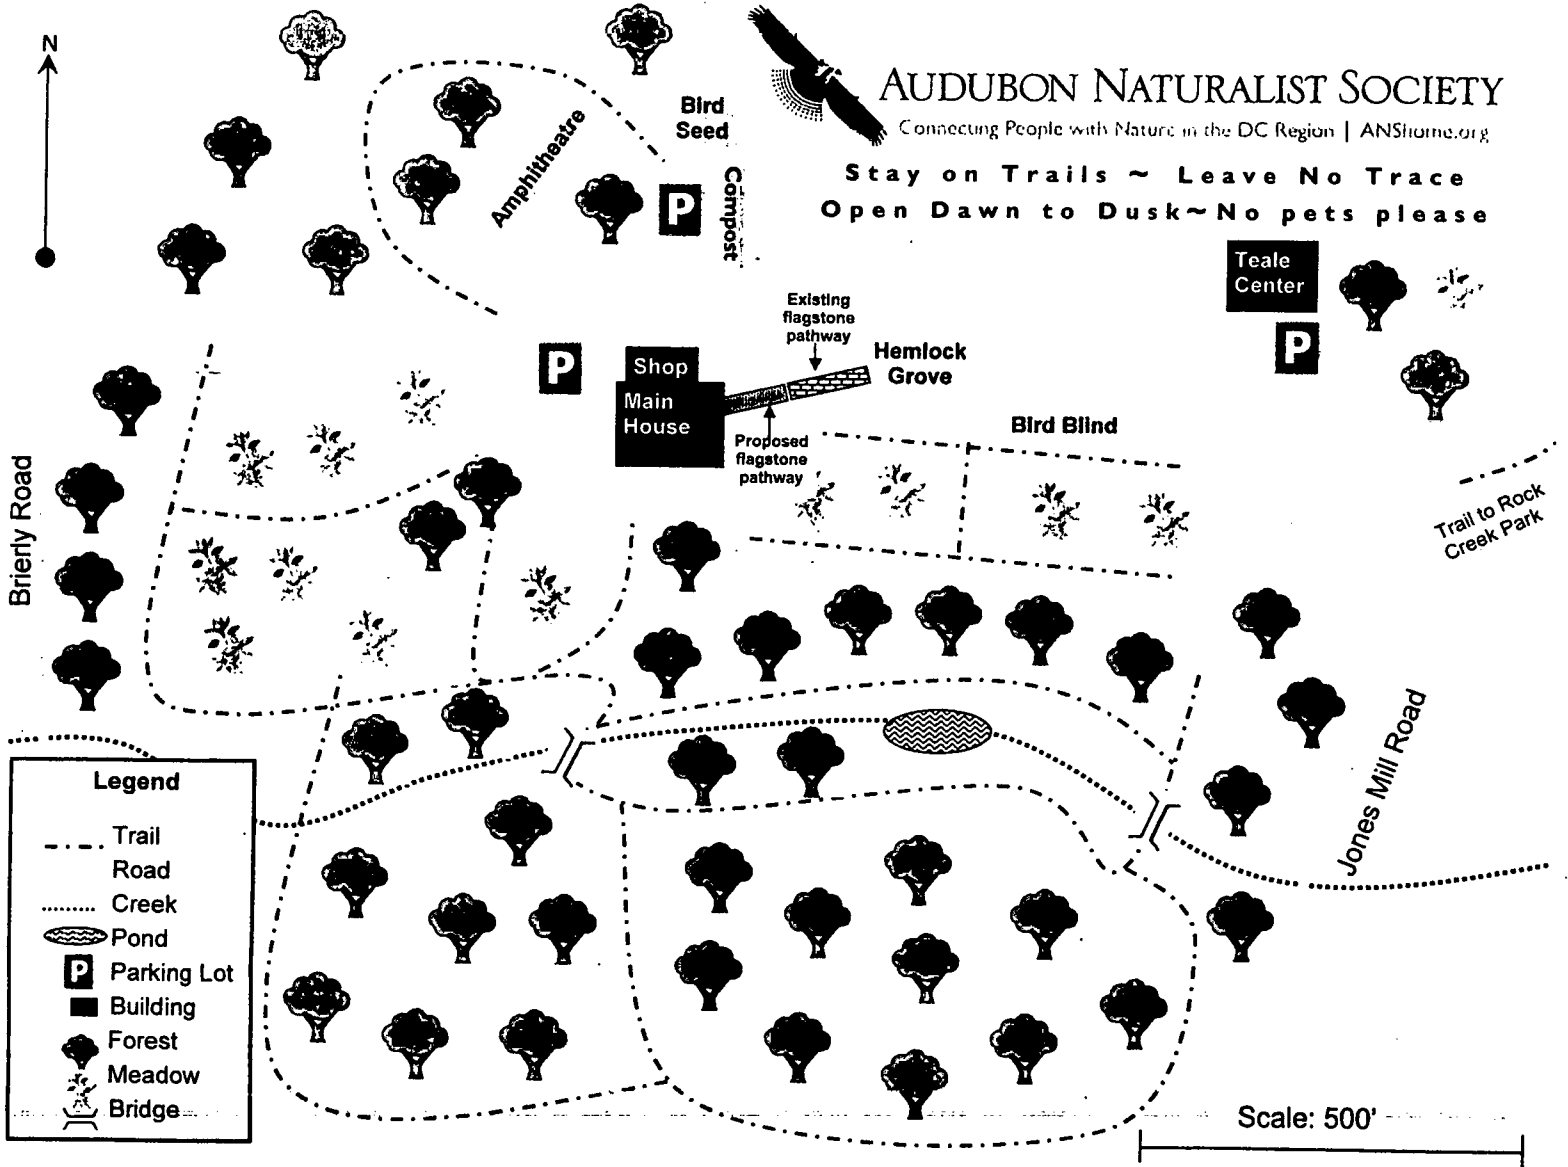 N
AUDUBON NATURALIST SOCIETY
Connecting People with Nature in the DC Region | ANShome.org
Stay on Trails ~ Leave No Trace
Open Dawn to Dusk~No pets please
Bird
Seed
Amphitheatre
Compost
P
Teale
Center
P
Existing
flagstone
pathway
Hemlock
Grove
P
Shop
Main
House
Proposed
flagstone
pathway
Bird Blind
Brierly Road
Trail to Rock
Creek Park
Jones Mill Road
Legend
Trail
Road
Creek
Pond
P Parking Lot
Building
Forest
Meadow
Bridge
Scale: 500'